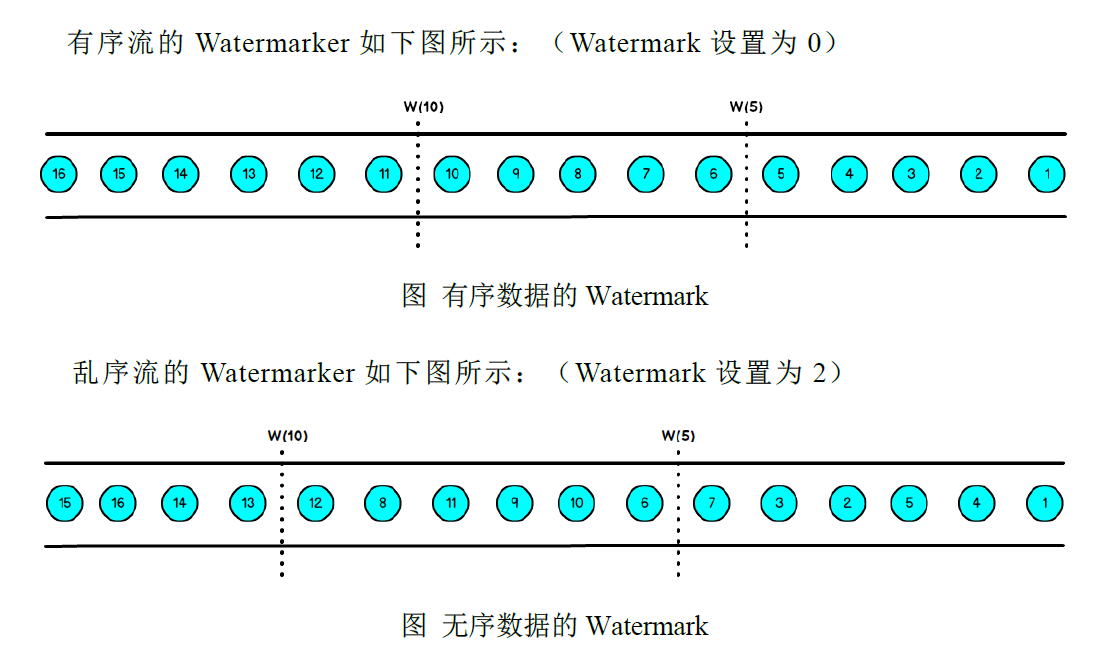 有序流的 Watermarker 如下图所示：（Watermark 设置为 0）
W(10) W(5)
16 15 14 13 12 11 10 9 8 7 6 5 4 3 2 1
图 有序数据的 Watermark
乱序流的 Watermarker 如下图所示：（Watermark 设置为 2）
W(10) W(5)
15 16 14 13 12 8 11 9 10 6 7 3 2 5 4 1
图 无序数据的 Watermark